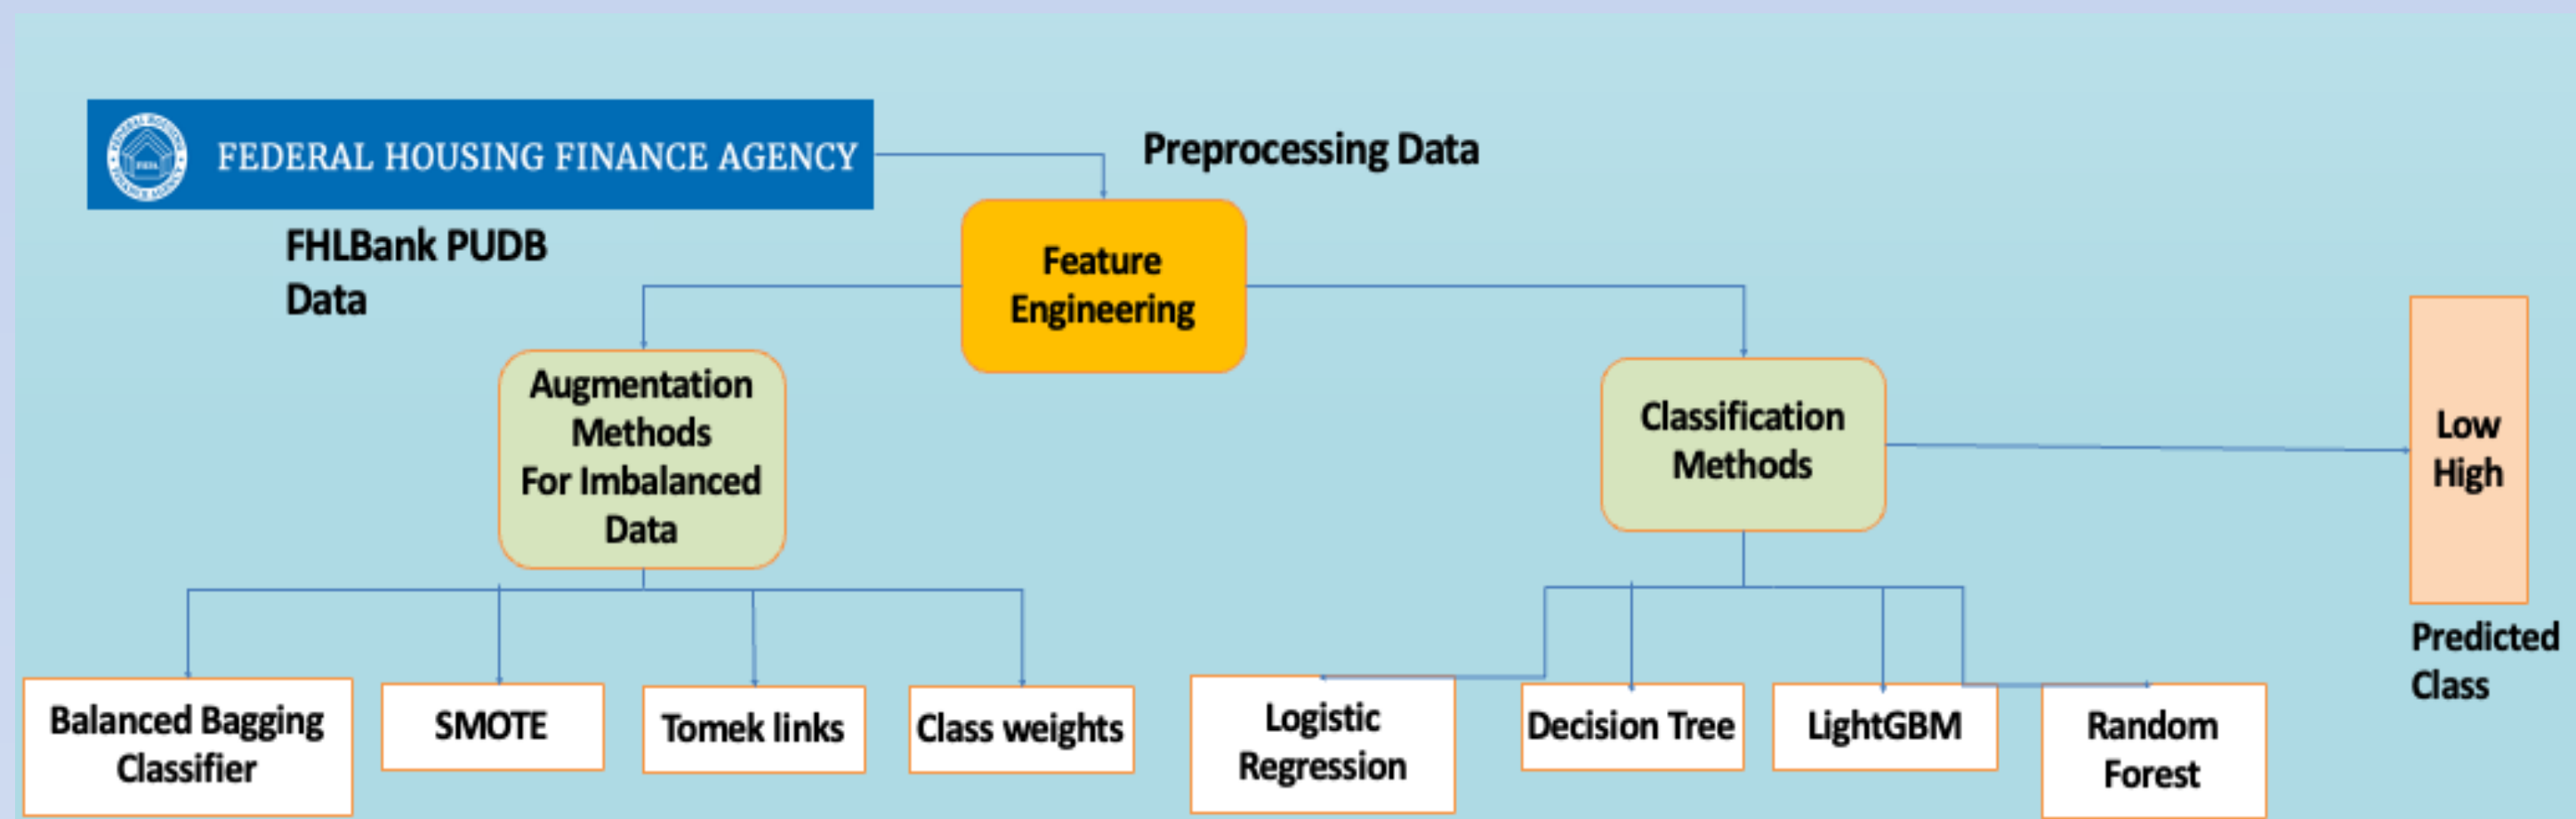 FEDERAL HOUSING FINANCE AGENCY
Preprocessing Data
FHLBank PUDB
Data
Feature
Engineering
Augmentation
Methods
For Imbalanced
Data
Classification
Methods
Low
High
Predicted
Class
Balanced Bagging
Classifier
SMOTE
Tomek links
Class weights
Logistic
Regression
Decision Tree
LightGBM
Random
Forest